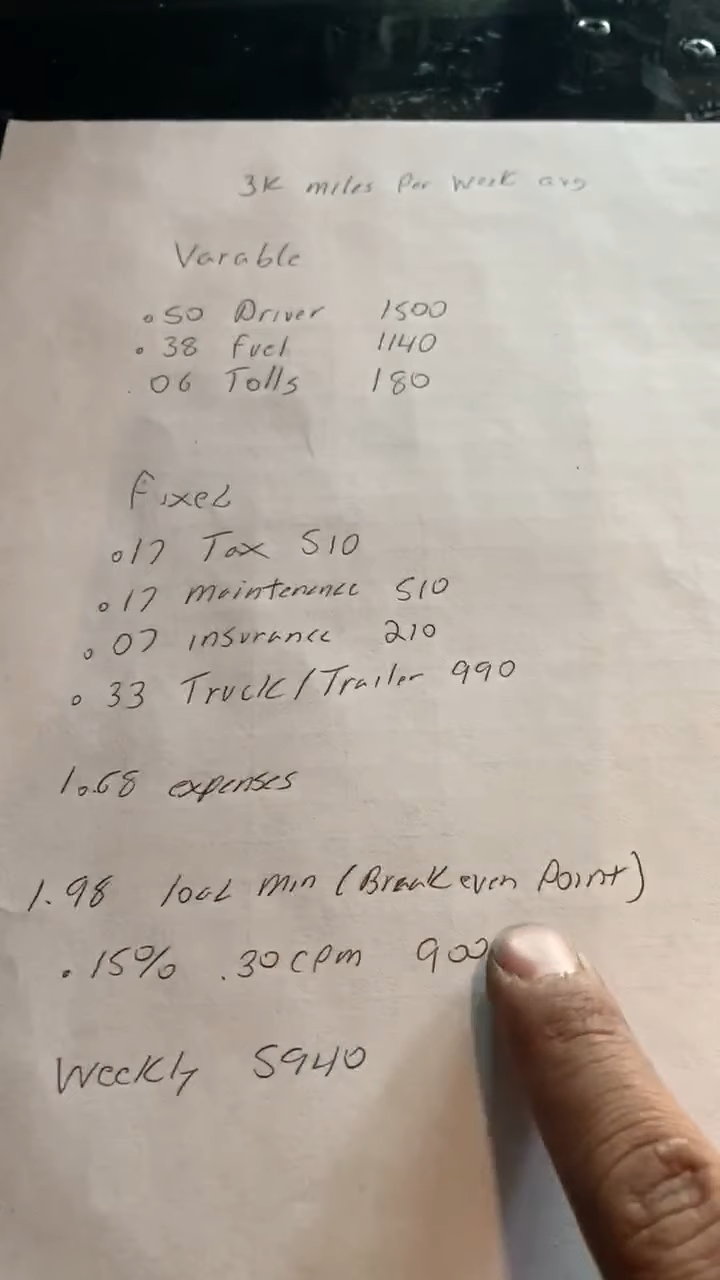 3K miles Per Week avg
Varable
.50 Driver 1500
.38 Fuel 1140
.06 Tolls 180
Fixed
.17 Tax 510
.17 maintenance 510
.07 insurance 210
.33 Truck/Trailer 990
1.68 expenses
1.98 load min (Break even Point)
.15% .30 cpm 900
Weekly 5940